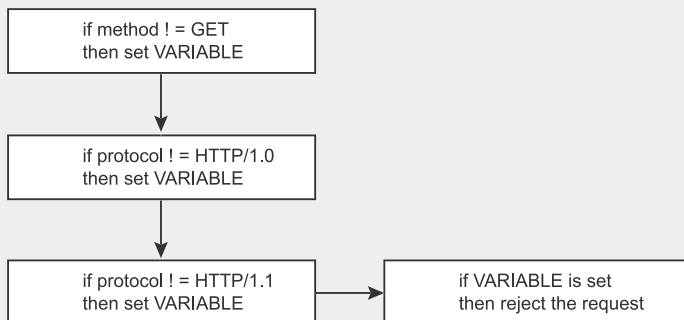 if method ! = GET
then set VARIABLE
if protocol ! = HTTP/1.0
then set VARIABLE
if protocol ! = HTTP/1.1
then set VARIABLE
if VARIABLE is set
then reject the request